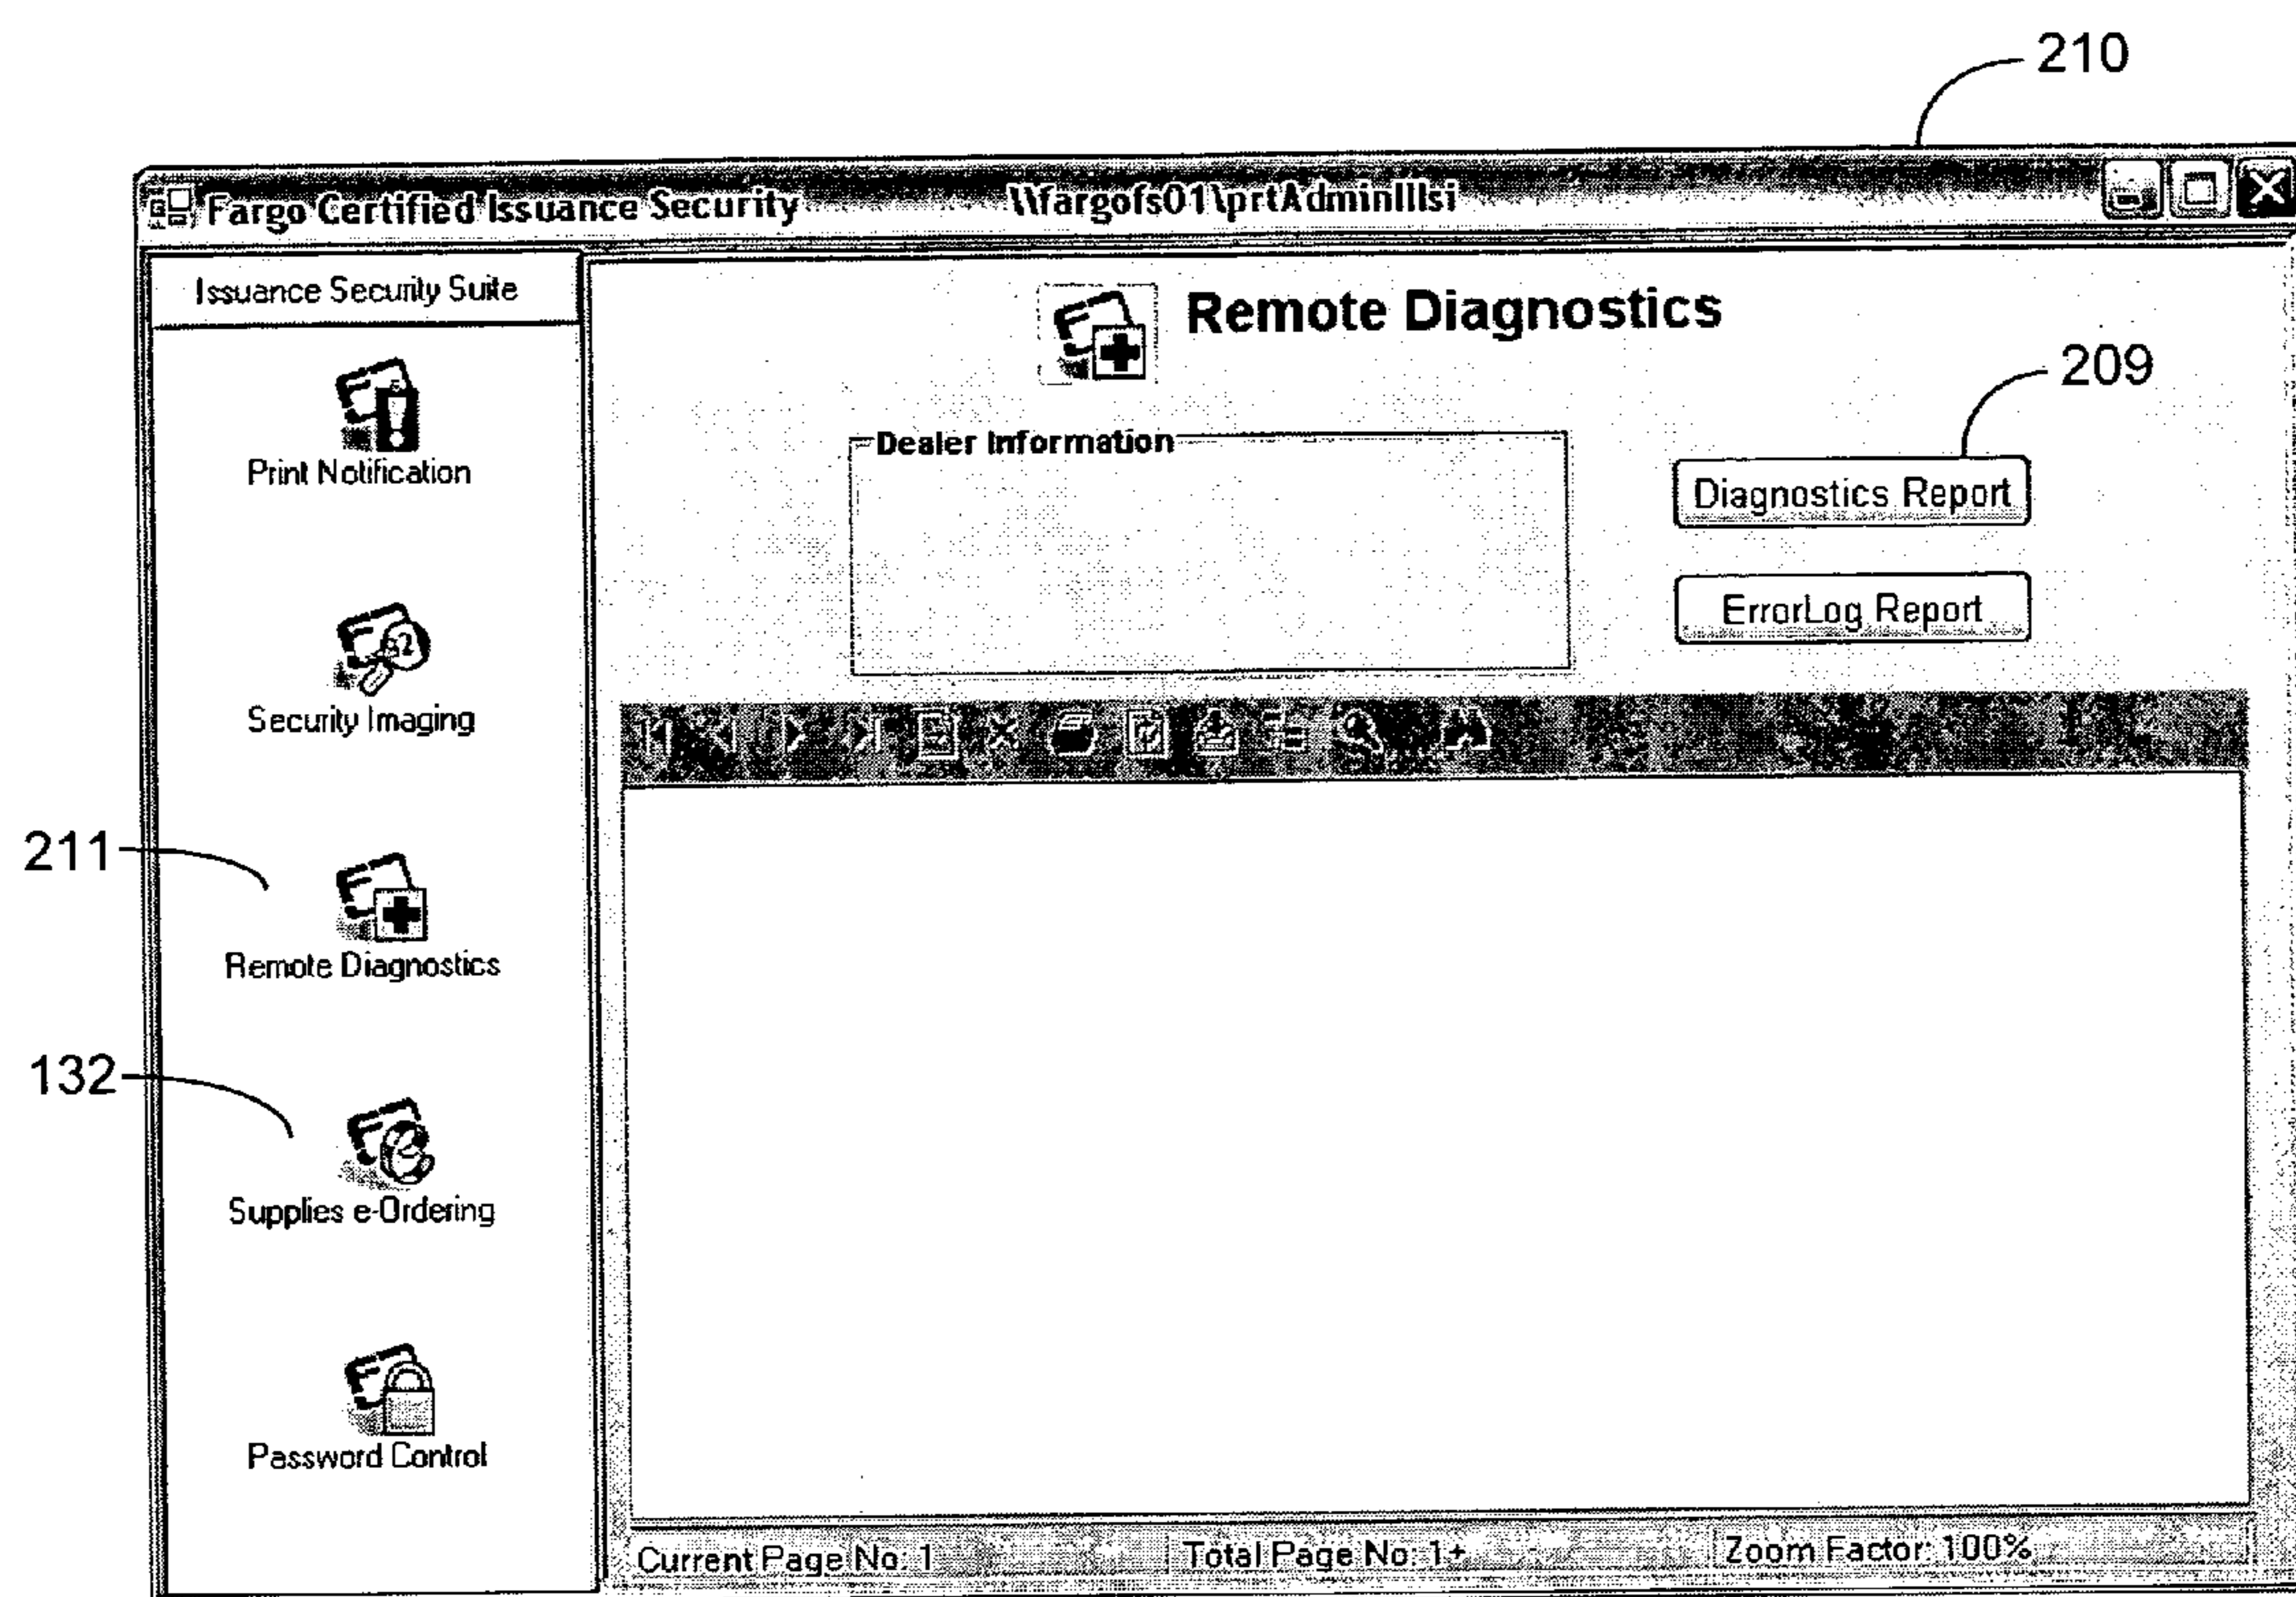 210
Fargo Certified Issuance Security \\fargofs01\prtAdminIIIsi
Issuance Security Suite
Remote Diagnostics
209
Dealer Information
Print Notification
Diagnostics Report
ErrorLog Report
Security Imaging
211
Remote Diagnostics
132
Supplies e-Ordering
Password Control
Current Page No: 1 Total Page No: 1+ Zoom Factor: 100%